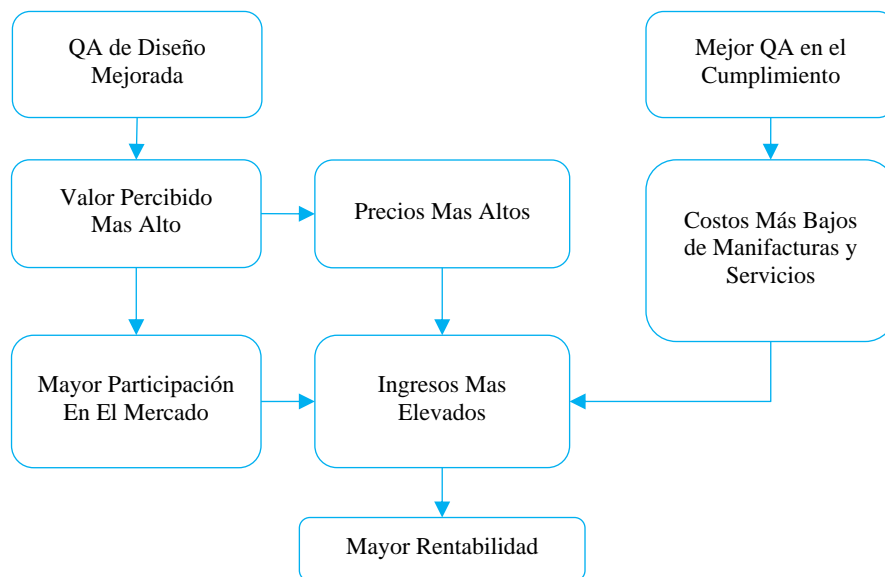 QA de Diseño
Mejorada
Mejor QA en el
Cumplimiento
Valor Percibido
Mas Alto
Precios Mas Altos
Costos Más Bajos
de Manifacturas y
Servicios
Mayor Participación
En El Mercado
Ingresos Mas
Elevados
Mayor Rentabilidad